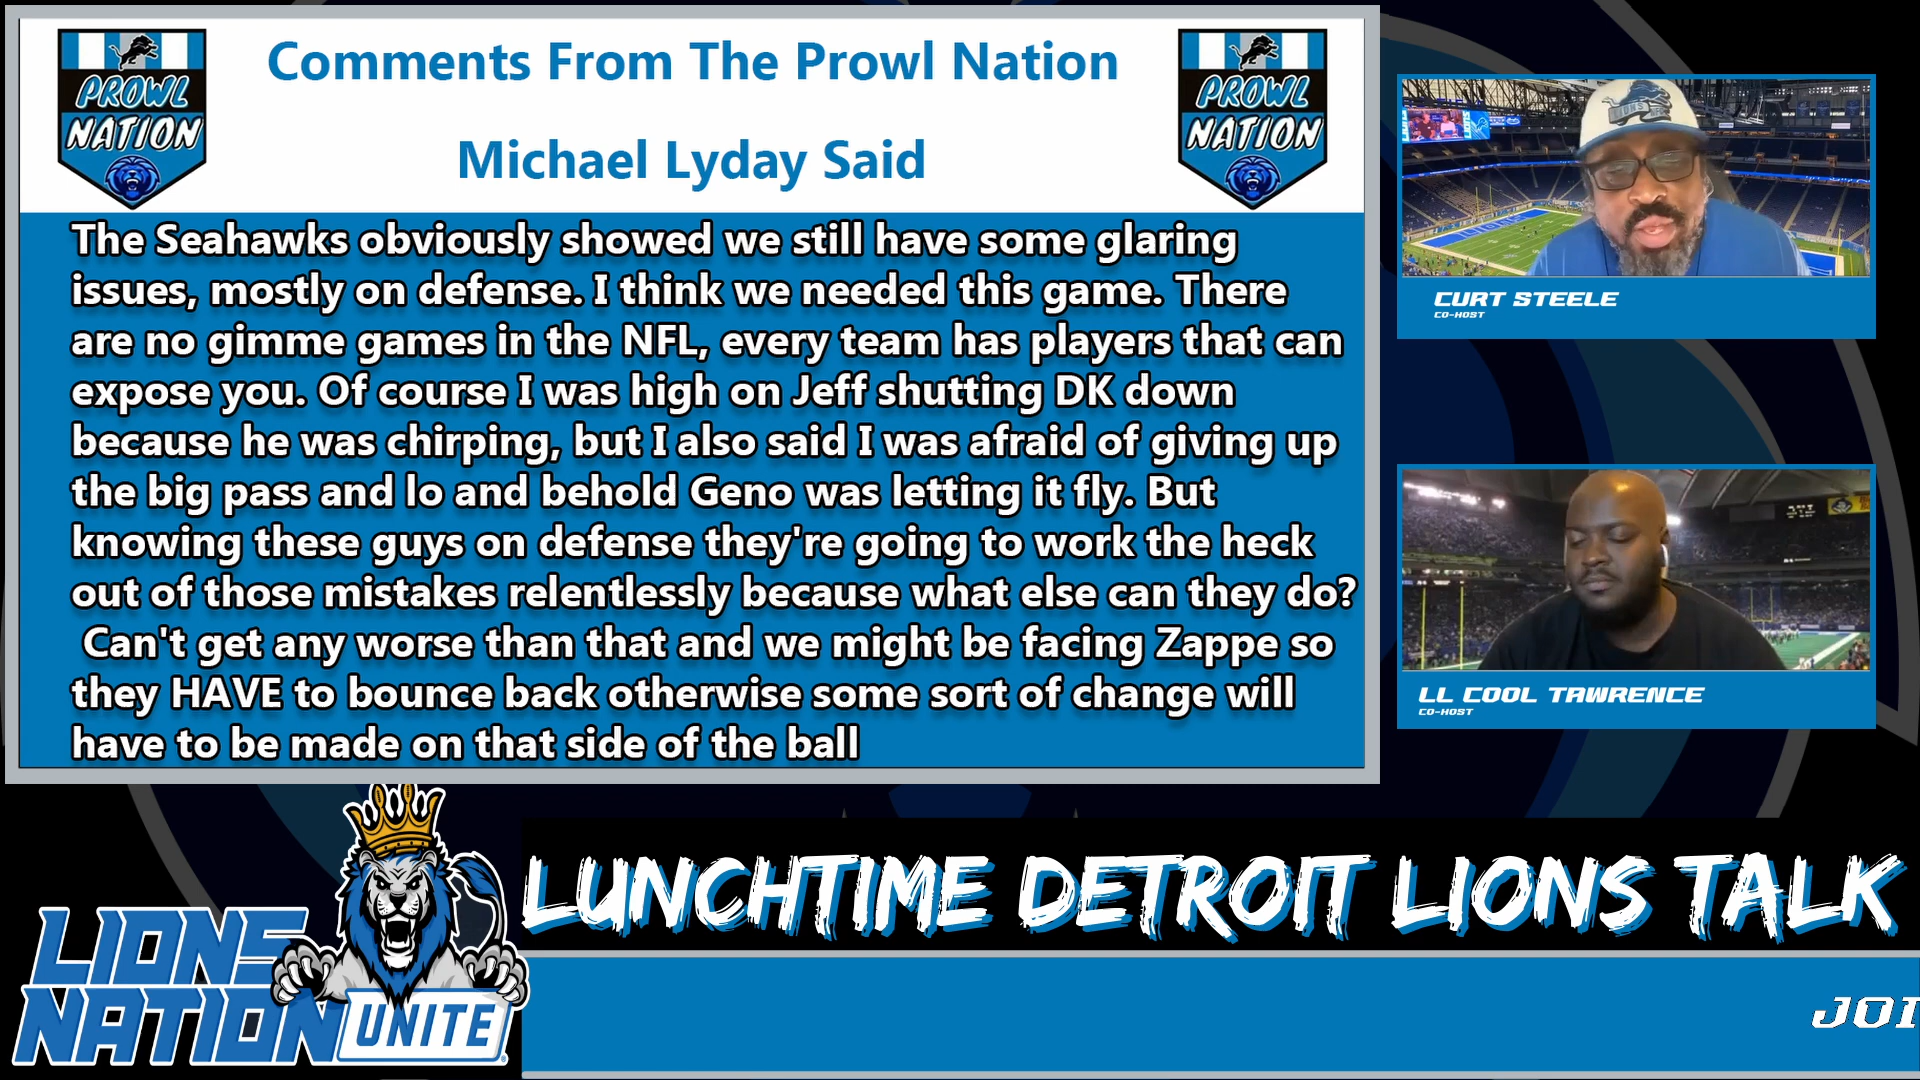 Comments From The Prowl Nation
Michael Lyday Said
PROWL
NATION
PROWL
NATION
The Seahawks obviously showed we still have some glaring
issues, mostly on defense. I think we needed this game. There
are no gimme games in the NFL, every team has players that can
expose you. Of course I was high on Jeff shutting DK down
because he was chirping, but I also said I was afraid of giving up
the big pass and lo and behold Geno was letting it fly. But
knowing these guys on defense they're going to work the heck
out of those mistakes relentlessly because what else can they do?
Can't get any worse than that and we might be facing Zappe so
they HAVE to bounce back otherwise some sort of change will
have to be made on that side of the ball
CURT STEELE
CO-HOST
LL COOL TAWRENCE
CO-HOST
LIONS
NATION
UNITE
LUNCHTIME DETROIT LIONS TALK
JOI